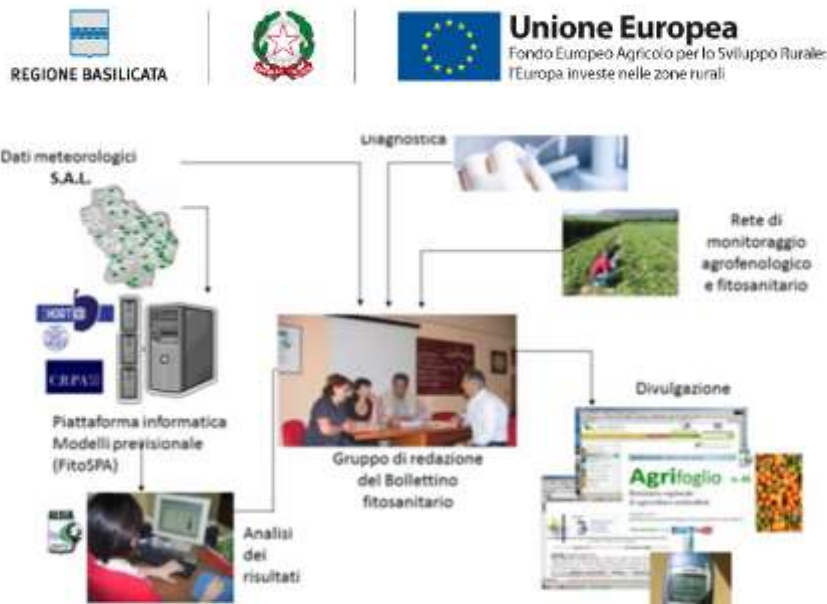 REGIONE BASILICATA
Unione Europea
Fondo Europeo Agricolo per lo Sviluppo Rurale:
l'Europa investe nelle zone rurali
Dati meteorologici
S.A.L.
Diagnostica
Rete di
monitoraggio
agrofenologico
e fitosanitario
HORT@
CRPA
Piattaforma informatica
Modelli previsionale
(FitoSPA)
Gruppo di redazione
del Bollettino
fitosanitario
Divulgazione
Agrifoglio
ALSIA
Analisi
dei
risultati